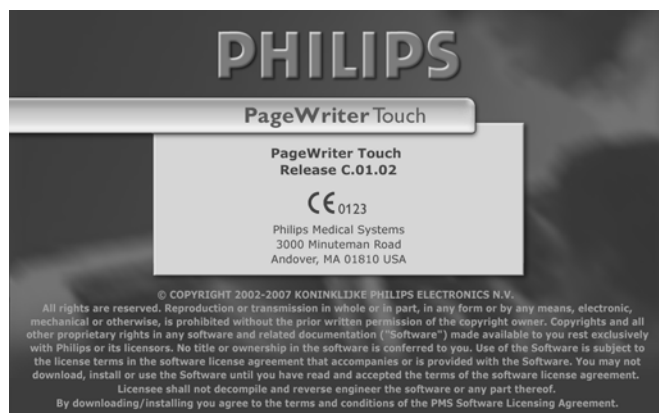 PHILIPS
PageWriter Touch
PageWriter Touch
Release C.01.02
CE 0123
Philips Medical Systems
3000 Minuteman Road
Andover, MA 01810 USA
© COPYRIGHT 2002-2007 KONINKLIJKE PHILIPS ELECTRONICS N.V.
All rights are reserved. Reproduction or transmission in whole or in part, in any form or by any means, electronic,
mechanical or otherwise, is prohibited without the prior written permission of the copyright owner. Copyrights and all
other proprietary rights in any software and related documentation ("Software") made available to you rest exclusively
with Philips or its licensors. No title or ownership in the software is conferred to you. Use of the Software is subject to
the license terms in the software license agreement that accompanies or is provided with the Software. You may not
download, install or use the Software until you have read and accepted the terms of the software license agreement.
Licensee shall not decompile and reverse engineer the software or any part thereof.
By downloading/installing you agree to the terms and conditions of the PMS Software Licensing Agreement.